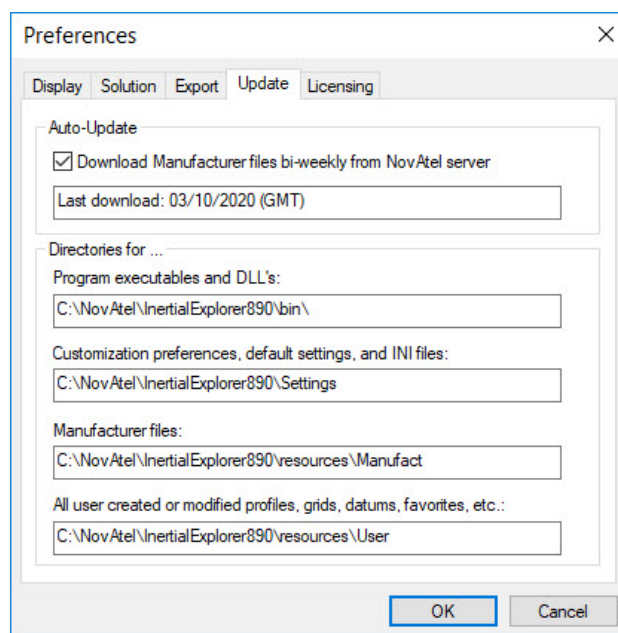 Preferences
Display Solution Export Update Licensing
Auto-Update
Download Manufacturer files bi-weekly from NovAtel server
Last download: 03/10/2020 (GMT)
Directories for ...
Program executables and DLL's:
C:\NovAtel\InertialExplorer890\bin\
Customization preferences, default settings, and INI files:
C:\NovAtel\InertialExplorer890\Settings
Manufacturer files:
C:\NovAtel\InertialExplorer890\resources\Manufact
All user created or modified profiles, grids, datums, favorites, etc.:
C:\NovAtel\InertialExplorer890\resources\User
OK Cancel